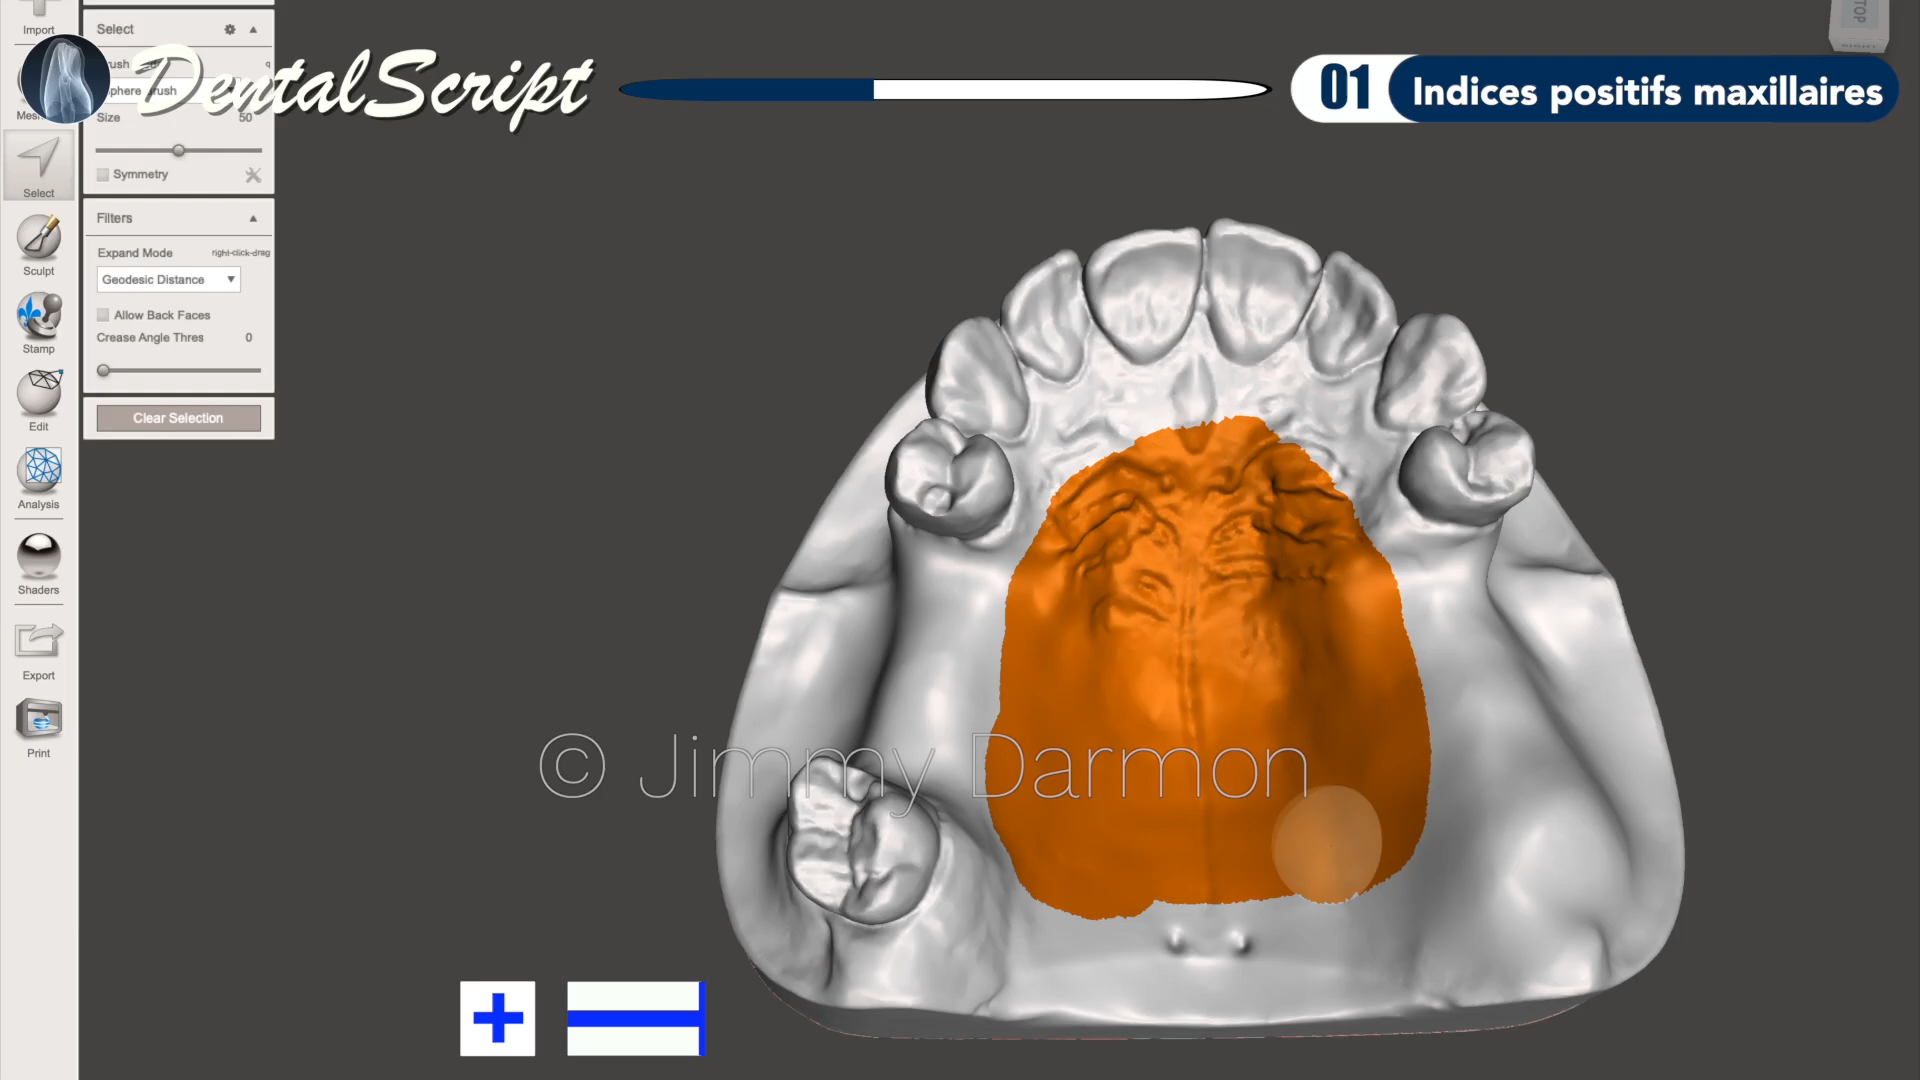 Import
Select
DentalScript
01
Indices positifs maxillaires
TOP
Size
50
Symmetry
Select
Filters
Sculpt
Expand Mode
right-click-drag
Geodesic Distance
Allow Back Faces
Stamp
Crease Angle Thres
0
Clear Selection
Edit
Analysis
Shaders
Export
Print
© Jimmy Darmon